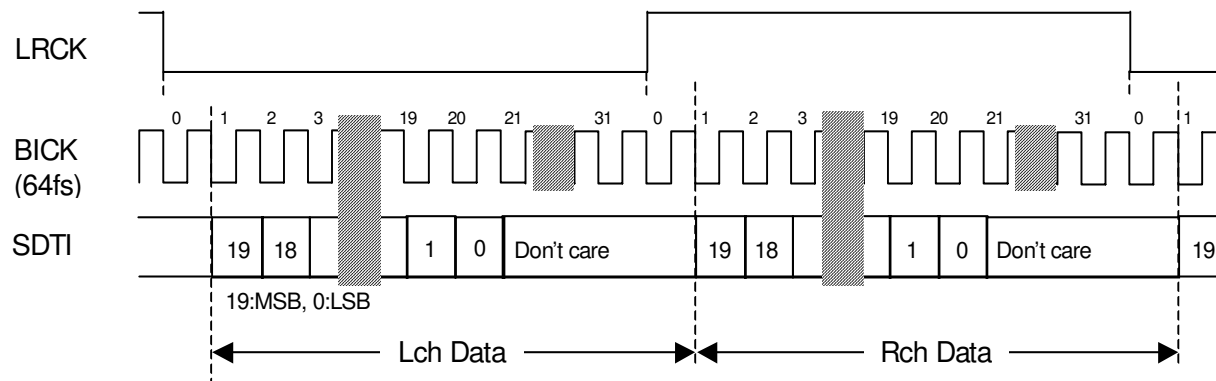 LRCK
0 1 2 3 19 20 21 31 0 1 2 3 19 20 21 31 0 1
BICK
(64fs)
SDTI 19 18 1 0 Don't care 19 18 1 0 Don't care 19
19:MSB, 0:LSB
Lch Data Rch Data